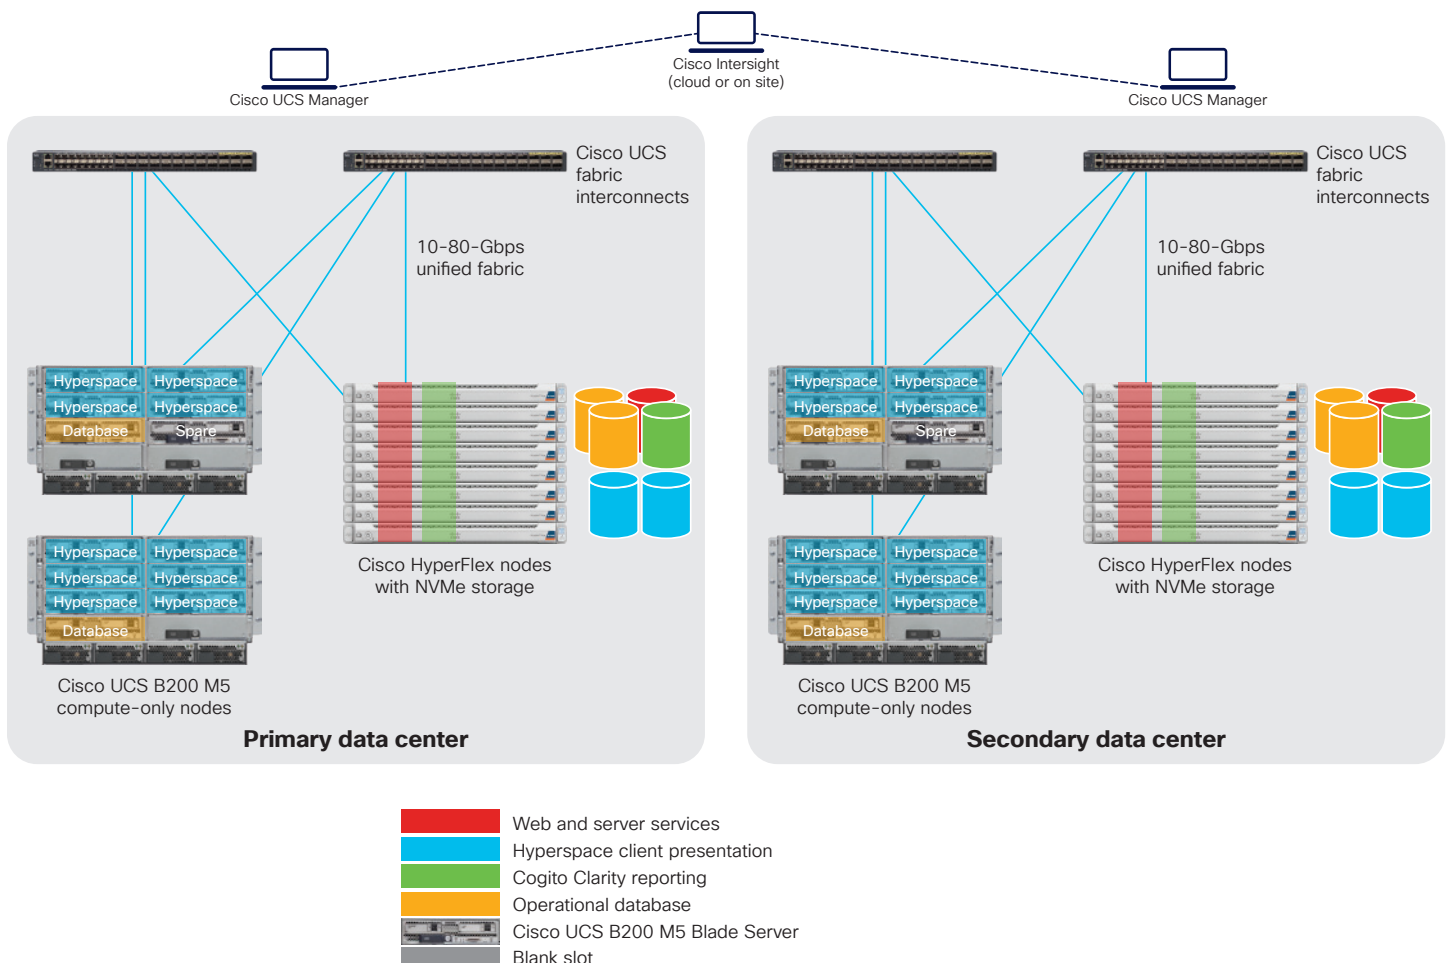 Cisco Intersight
(cloud or on site)
Cisco UCS Manager
Cisco UCS Manager
Cisco UCS
fabric
interconnects
10-80-Gbps
unified fabric
Hyperspace Hyperspace
Hyperspace Hyperspace
Database Spare
Hyperspace Hyperspace
Hyperspace Hyperspace
Hyperspace Hyperspace
Database
Cisco HyperFlex nodes
with NVMe storage
Cisco UCS B200 M5
compute-only nodes
Primary data center
Cisco UCS
fabric
interconnects
10-80-Gbps
unified fabric
Hyperspace Hyperspace
Hyperspace Hyperspace
Database Spare
Hyperspace Hyperspace
Hyperspace Hyperspace
Hyperspace Hyperspace
Database
Cisco HyperFlex nodes
with NVMe storage
Cisco UCS B200 M5
compute-only nodes
Secondary data center
Web and server services
Hyperspace client presentation
Cogito Clarity reporting
Operational database
Cisco UCS B200 M5 Blade Server
Blank slot